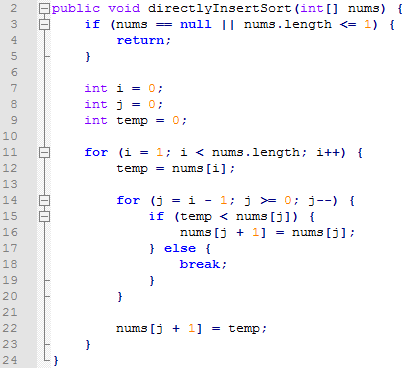 2 public void directlyInsertSort(int[] nums) {
3     if (nums == null || nums.length <= 1) {
4         return;
5     }
6
7     int i = 0;
8     int j = 0;
9     int temp = 0;
10
11     for (i = 1; i < nums.length; i++) {
12         temp = nums[i];
13
14         for (j = i - 1; j >= 0; j--) {
15             if (temp < nums[j]) {
16                 nums[j + 1] = nums[j];
17             } else {
18                 break;
19             }
20         }
21
22         nums[j + 1] = temp;
23     }
24 }